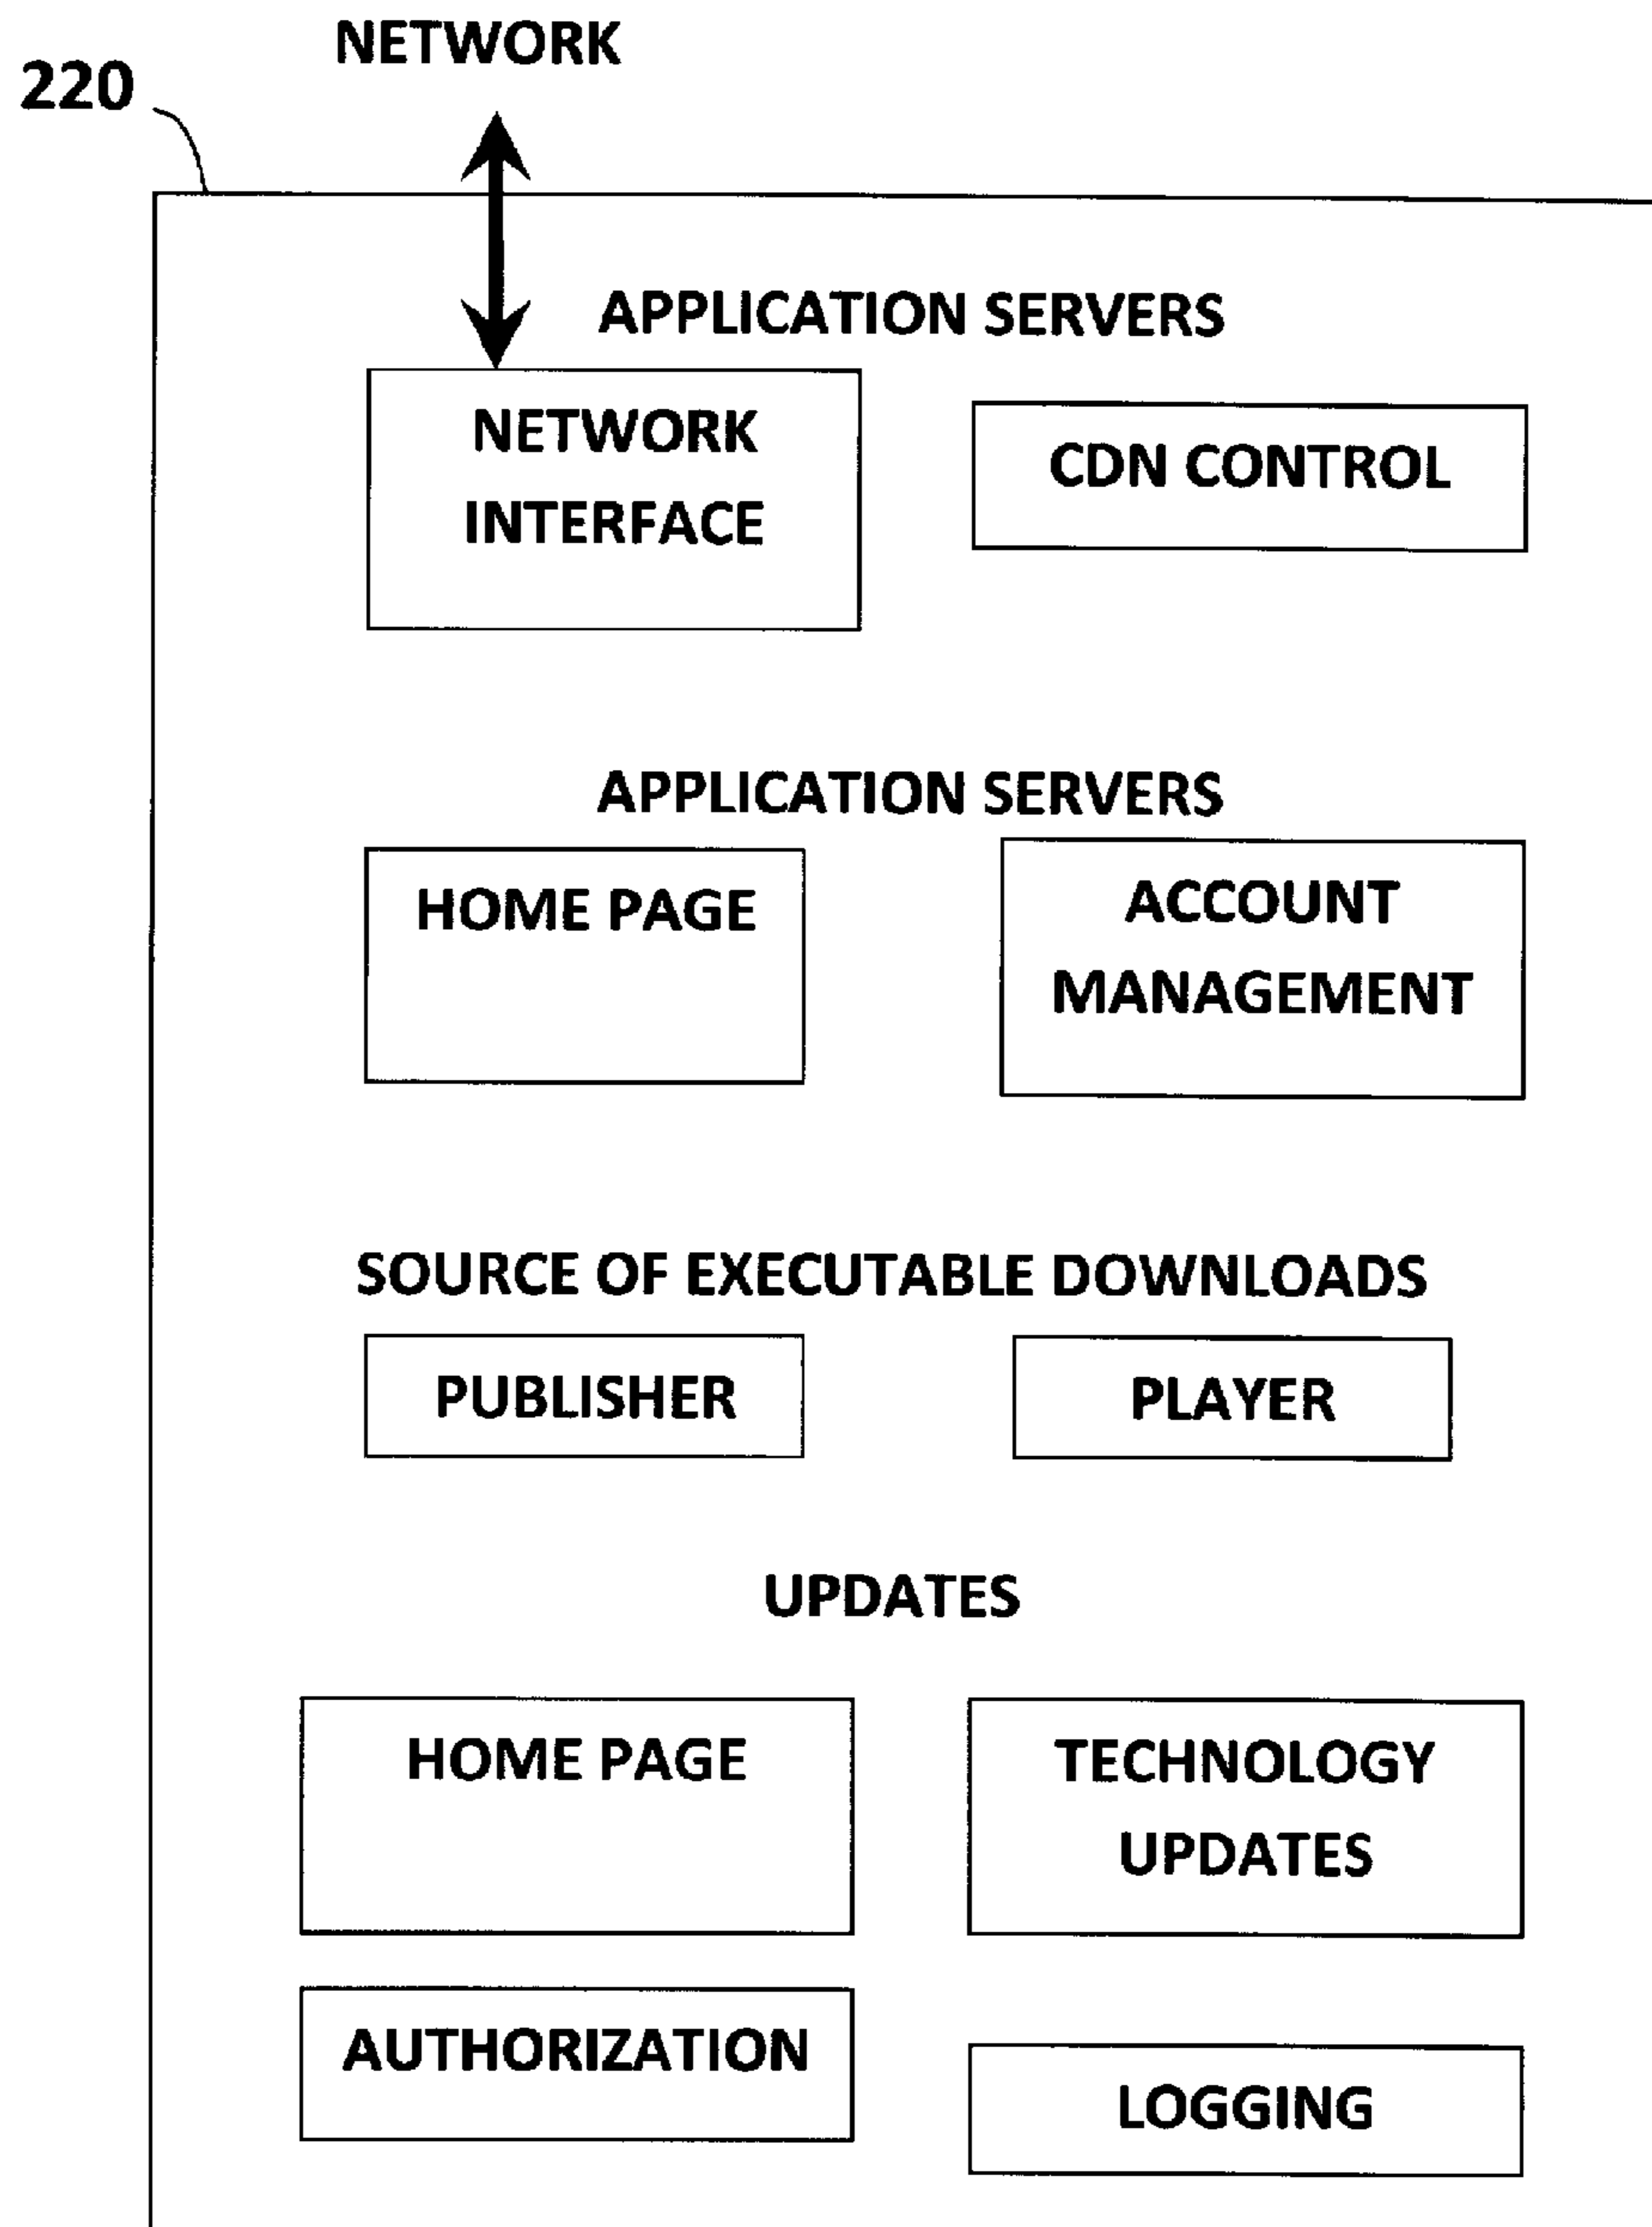 NETWORK
220
APPLICATION SERVERS
NETWORK
INTERFACE
CDN CONTROL
APPLICATION SERVERS
HOME PAGE
ACCOUNT
MANAGEMENT
SOURCE OF EXECUTABLE DOWNLOADS
PUBLISHER
PLAYER
UPDATES
HOME PAGE
TECHNOLOGY
UPDATES
AUTHORIZATION
LOGGING